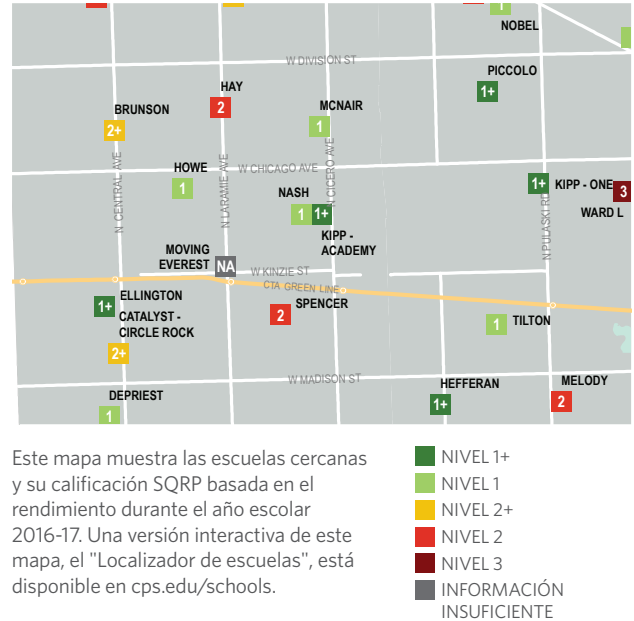 NOBEL
W DIVISION ST
PICCOLO
1+
HAY
2
BRUNSON
2+
MCNAIR
1
W CHICAGO AVE
HOWE
1
NASH
1
1+
KIPP -
ACADEMY
1+
KIPP - ONE
3
WARD L
N CENTRAL AVE
N LARAMIE AVE
N CICERO AVE
N PULASKI RD
MOVING
EVEREST
NA
W KINZIE ST
CTA GREEN LINE
1+
ELLINGTON
CATALYST -
CIRCLE ROCK
2+
SPENCER
2
1
TILTON
W MADISON ST
DEPRIEST
1
HEFFERAN
1+
MELODY
2
Este mapa muestra las escuelas cercanas
y su calificación SQRP basada en el
rendimiento durante el año escolar
2016-17. Una versión interactiva de este
mapa, el "Localizador de escuelas", está
disponible en cps.edu/schools.
NIVEL 1+
NIVEL 1
NIVEL 2+
NIVEL 2
NIVEL 3
INFORMACIÓN
INSUFICIENTE